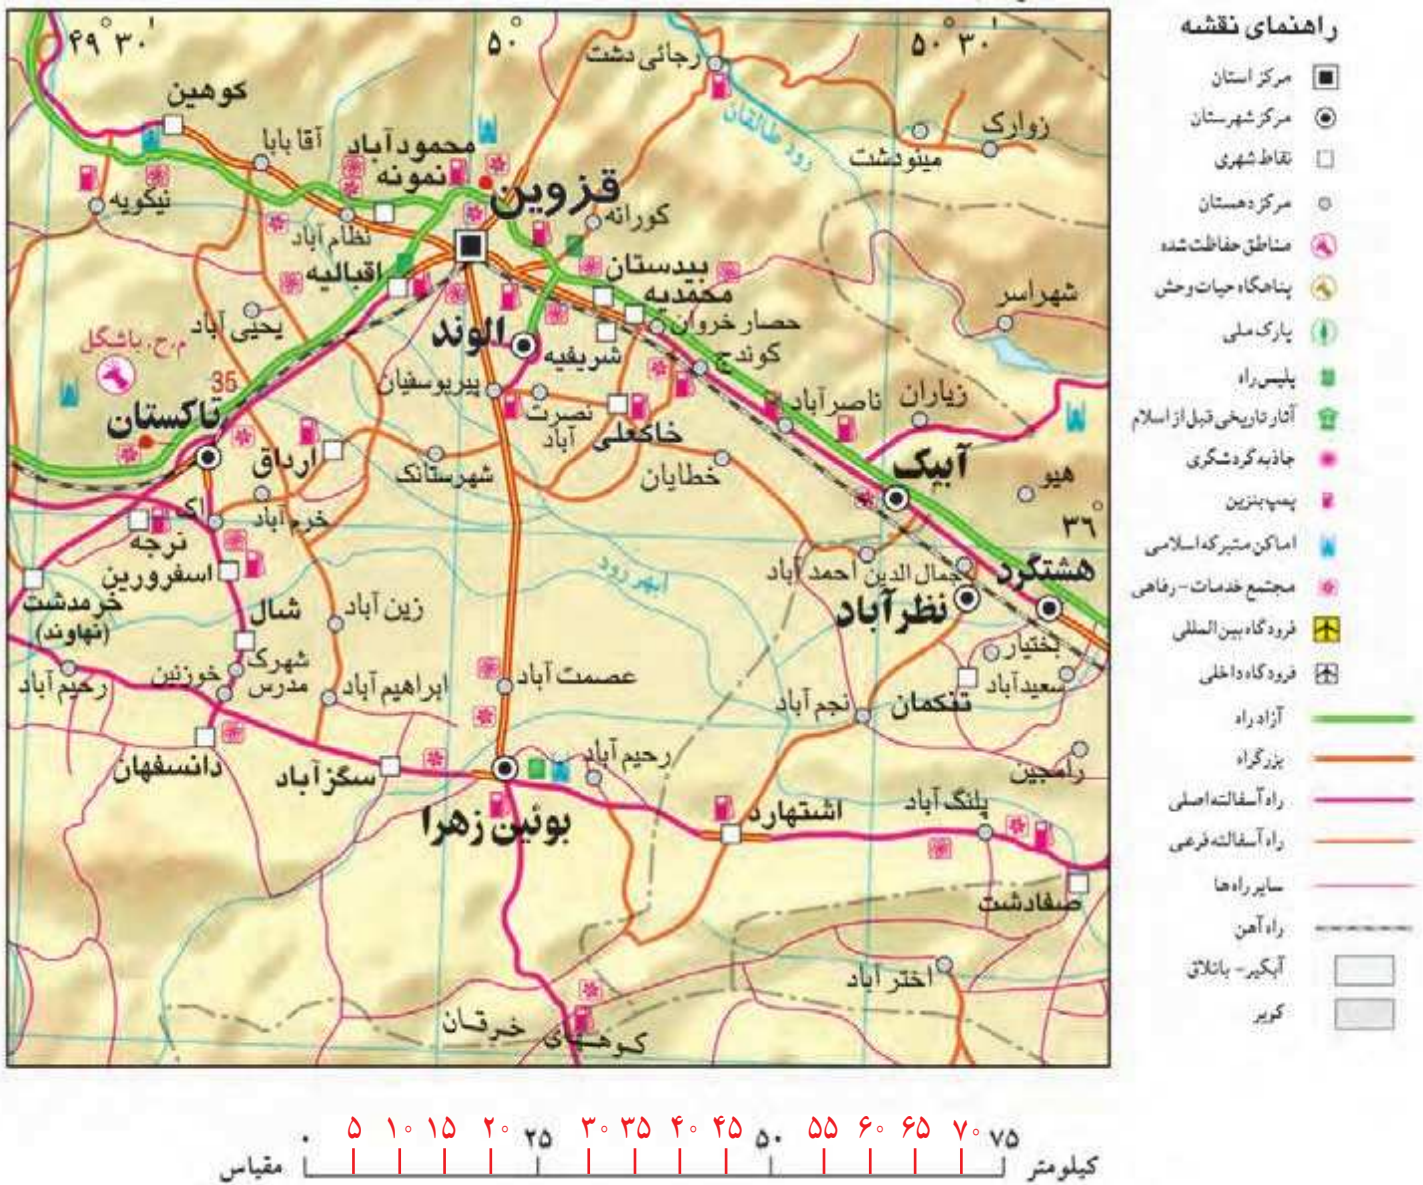 ۴۹° ۳۰'
۵۰°
۵۰° ۳۰'
رجائی دشت
کوهین
رود طالقان
زوارک
مینودشت
آقا بابا
محمودآباد
نمونه
نیکویه
قزوین
کورانه
نظام آباد
اقبالیه
بیدستان
محمدیه
شهراسر
یحیی آباد
الوند
شریفیه
حصار خروان
کوندج
م.ح. باشگل
35
پیریوسفیان
نصرت
آباد
ناصرآباد
زیاران
تاکستان
خاکعلی
ارداق
شهرستانک
خطایان
آبیک
هیو
۳۶°
اک
خرم آباد
نرجه
اسفرورین
ابهر رود
احمد آباد
جمال الدین
هشتگرد
نظرآباد
خرمدشت
(نهاوند)
شال
زین آباد
بختیار
رحیم آباد
خوزنین
شهرک
مدرس
ابراهیم آباد
عصمت آباد
نجم آباد
تنکمان
سعیدآباد
دانسفهان
سگزآباد
رحیم آباد
رامجین
بوئین زهرا
اشتهارد
پلنگ آباد
صفادشت
اختر آباد
کوههای خرقان
راهنمای نقشه
مرکز استان
مرکز شهرستان
نقاط شهری
مرکز دهستان
مناطق حفاظت شده
پناهگاه حیات وحش
پارک ملی
پلیس راه
آثار تاریخی قبل از اسلام
جاذبه گردشگری
پمپ بنزین
اماکن متبرکه اسلامی
مجتمع خدمات - رفاهی
فرودگاه بین المللی
فرودگاه داخلی
آزاد راه
بزرگراه
راه آسفالته اصلی
راه آسفالته فرعی
سایر راه ها
راه آهن
آبگیر - باتلاق
کویر
۰ ۵ ۱۰ ۱۵ ۲۰ ۲۵ ۳۰ ۳۵ ۴۰ ۴۵ ۵۰ ۵۵ ۶۰ ۶۵ ۷۰ ۷۵
مقیاس
کیلومتر